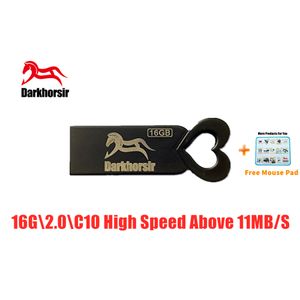 Darkhorsir
16GB
Darkhorsir
More Products For You
+
Free Mouse Pad
16G\2.0\C10 High Speed Above 11MB/S